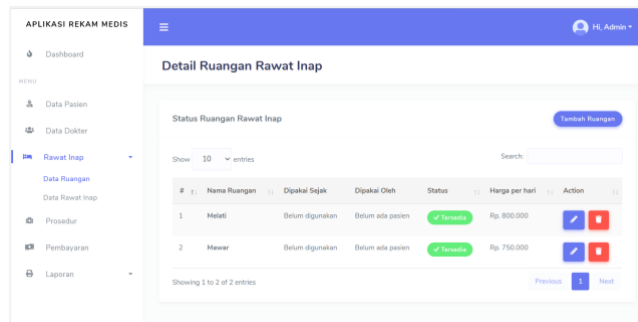 APLIKASI REKAM MEDIS
Hi, Admin
Dashboard
MENU
Data Pasien
Data Dokter
Rawat Inap
Data Ruangan
Data Rawat Inap
Prosedur
Pembayaran
Laporan
Detail Ruangan Rawat Inap
Status Ruangan Rawat Inap
Tambah Ruangan
Show 10 entries
Search:
# Nama Ruangan Dipakai Sejak Dipakai Oleh Status Harga per hari Action
1 Melati Belum digunakan Belum ada pasien Tersedia Rp. 800.000
2 Mawar Belum digunakan Belum ada pasien Tersedia Rp. 750.000
Showing 1 to 2 of 2 entries
Previous 1 Next